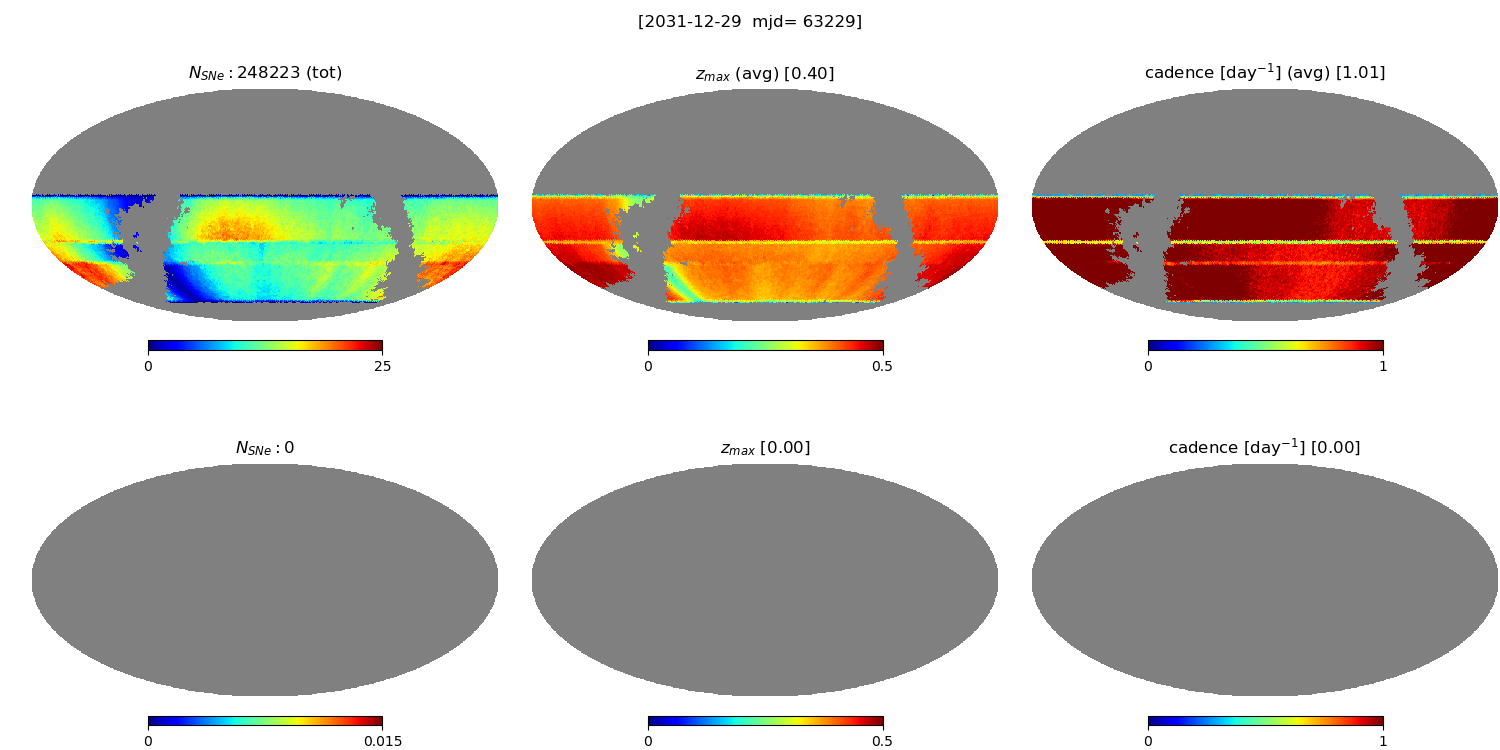 [2031-12-29 mjd= 63229]
N_{SNe} : 248223 (tot)
z_{max} (avg) [0.40]
cadence [day^{-1}] (avg) [1.01]
0 25
0 0.5
0 1
N_{SNe} : 0
z_{max} [0.00]
cadence [day^{-1}] [0.00]
0 0.015
0 0.5
0 1